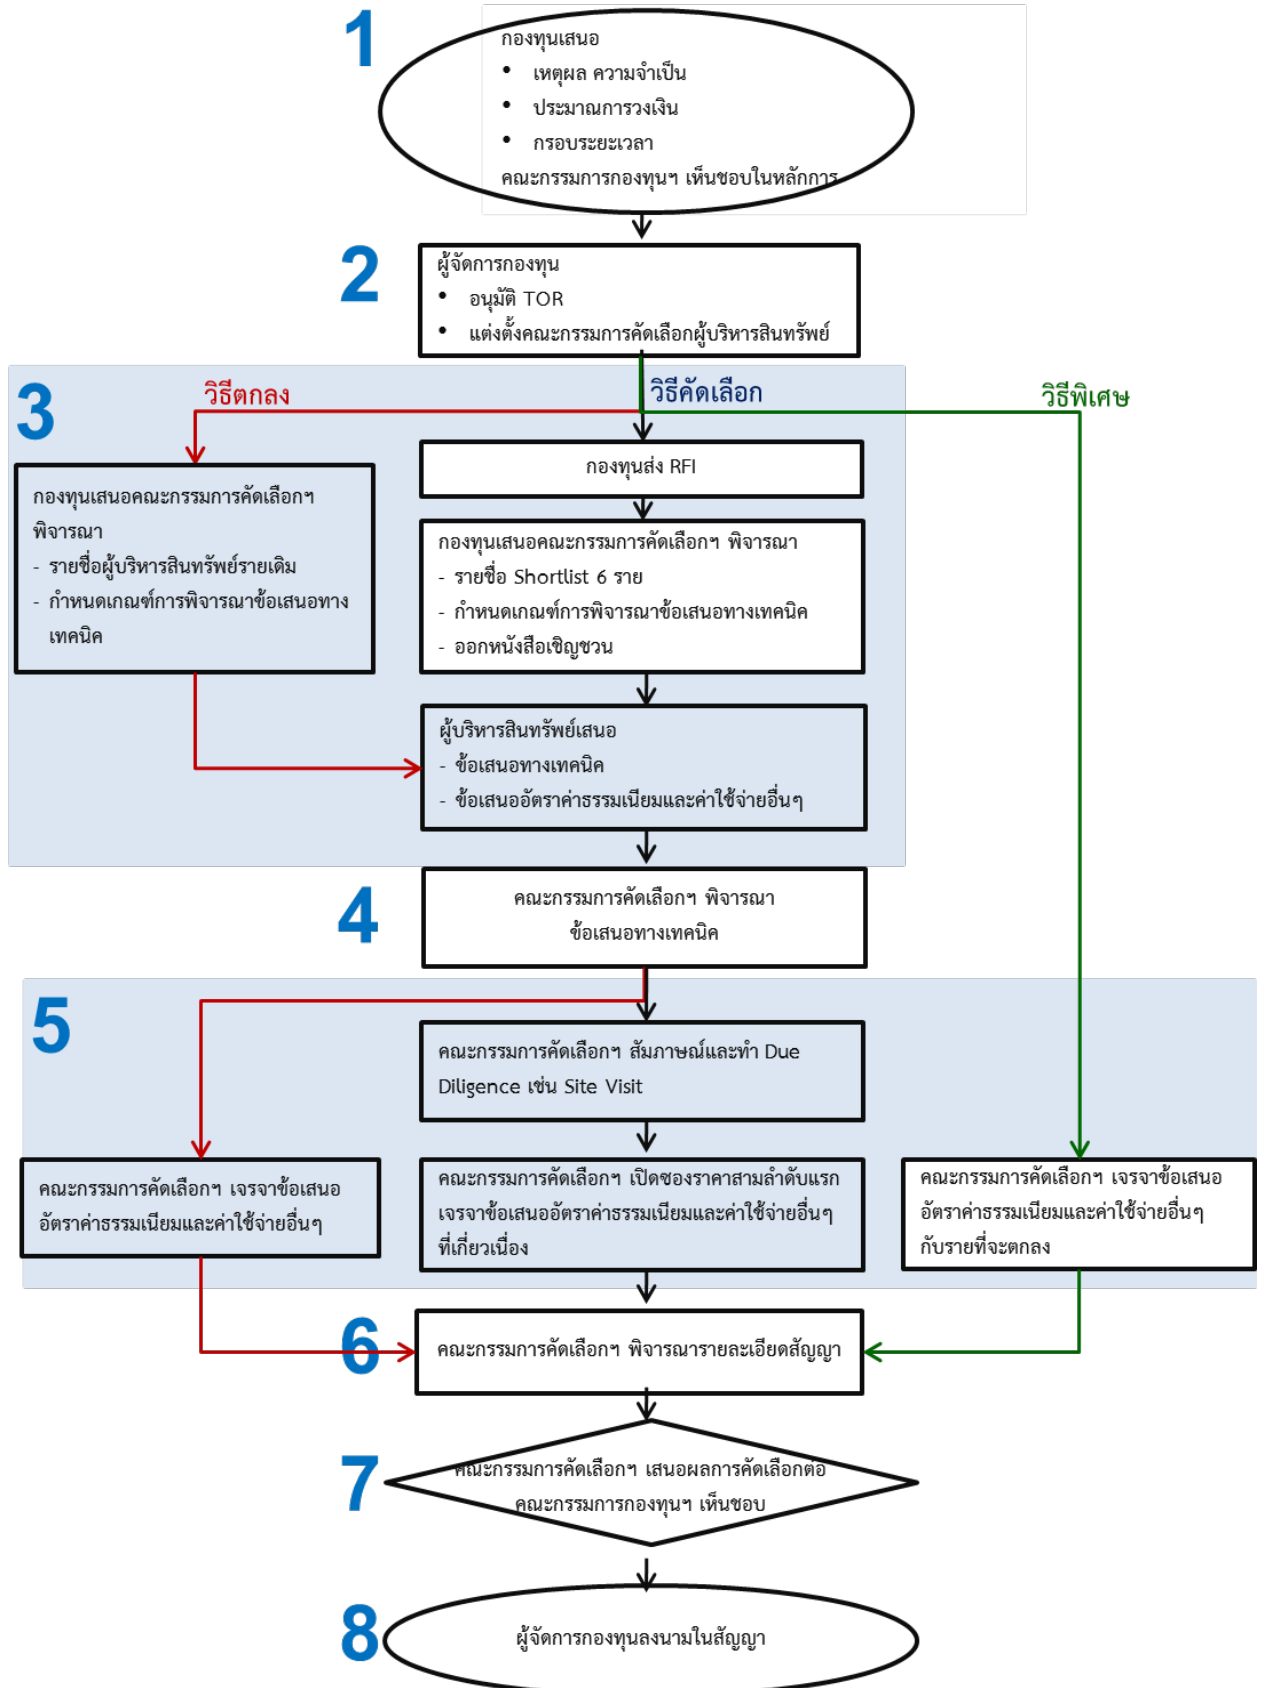 1
กองทุนเสนอ
• เหตุผล ความจำเป็น
• ประมาณการวงเงิน
• กรอบระยะเวลา
คณะกรรมการกองทุนฯ เห็นชอบในหลักการ
2
ผู้จัดการกองทุน
• อนุมัติ TOR
• แต่งตั้งคณะกรรมการคัดเลือกผู้บริหารสินทรัพย์
3
วิธีตกลง
วิธีคัดเลือก
วิธีพิเศษ
กองทุนเสนอคณะกรรมการคัดเลือกฯ
พิจารณา
- รายชื่อผู้บริหารสินทรัพย์รายเดิม
- กำหนดเกณฑ์การพิจารณาข้อเสนอทาง
เทคนิค
กองทุนส่ง RFI
กองทุนเสนอคณะกรรมการคัดเลือกฯ พิจารณา
- รายชื่อ Shortlist 6 ราย
- กำหนดเกณฑ์การพิจารณาข้อเสนอทางเทคนิค
- ออกหนังสือเชิญชวน
ผู้บริหารสินทรัพย์เสนอ
- ข้อเสนอทางเทคนิค
- ข้อเสนออัตราค่าธรรมเนียมและค่าใช้จ่ายอื่นๆ
4
คณะกรรมการคัดเลือกฯ พิจารณา
ข้อเสนอทางเทคนิค
5
คณะกรรมการคัดเลือกฯ สัมภาษณ์และทำ Due
Diligence เช่น Site Visit
คณะกรรมการคัดเลือกฯ เจรจาข้อเสนอ
อัตราค่าธรรมเนียมและค่าใช้จ่ายอื่นๆ
คณะกรรมการคัดเลือกฯ เปิดซองราคาสามลำดับแรก
เจรจาข้อเสนออัตราค่าธรรมเนียมและค่าใช้จ่ายอื่นๆ
ที่เกี่ยวเนื่อง
คณะกรรมการคัดเลือกฯ เจรจาข้อเสนอ
อัตราค่าธรรมเนียมและค่าใช้จ่ายอื่นๆ
กับรายที่จะตกลง
6
คณะกรรมการคัดเลือกฯ พิจารณารายละเอียดสัญญา
7
คณะกรรมการคัดเลือกฯ เสนอผลการคัดเลือกต่อ
คณะกรรมการกองทุนฯ เห็นชอบ
8
ผู้จัดการกองทุนลงนามในสัญญา